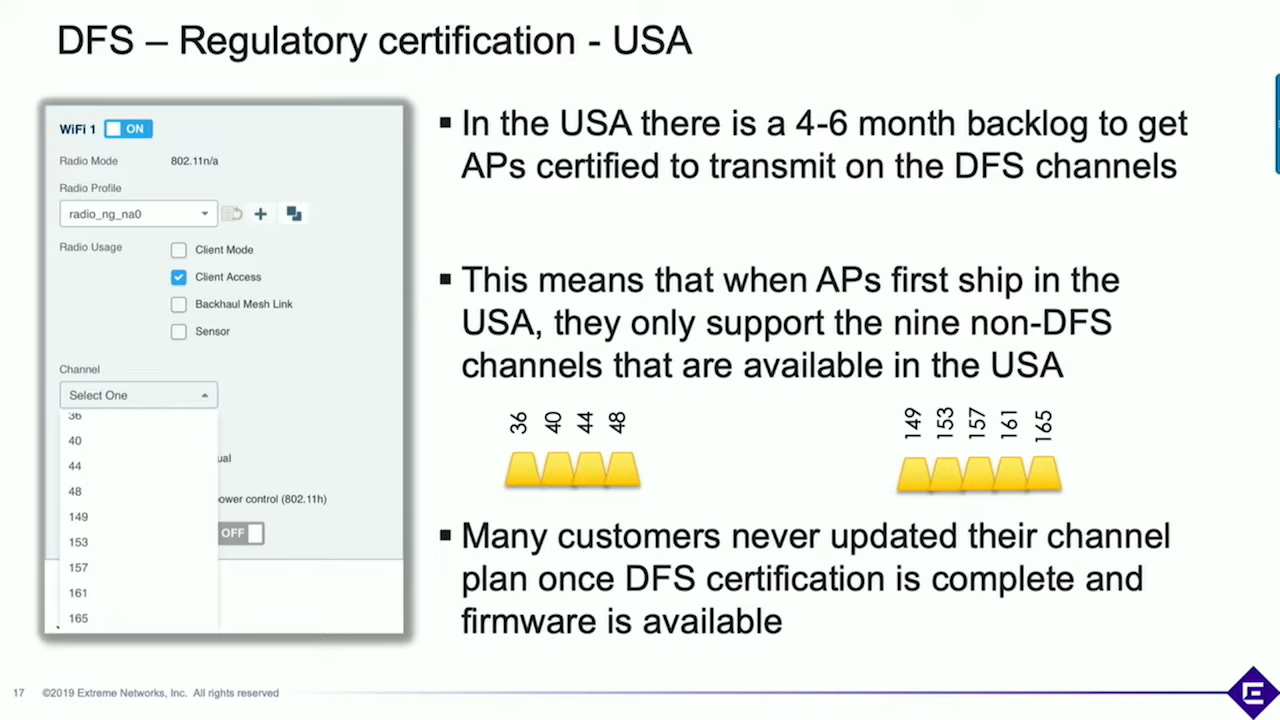 DFS – Regulatory certification - USA
WiFi 1 ON
Radio Mode 802.11n/a
Radio Profile
radio_ng_na0
Radio Usage
Client Mode
Client Access
Backhaul Mesh Link
Sensor
Channel
Select One
36
40
44
48
149
153
157
161
165
ual
ower control (802.11h)
OFF
▪ In the USA there is a 4-6 month backlog to get
APs certified to transmit on the DFS channels
▪ This means that when APs first ship in the
USA, they only support the nine non-DFS
channels that are available in the USA
36 40 44 48 149 153 157 161 165
▪ Many customers never updated their channel
plan once DFS certification is complete and
firmware is available
17 ©2019 Extreme Networks, Inc. All rights reserved